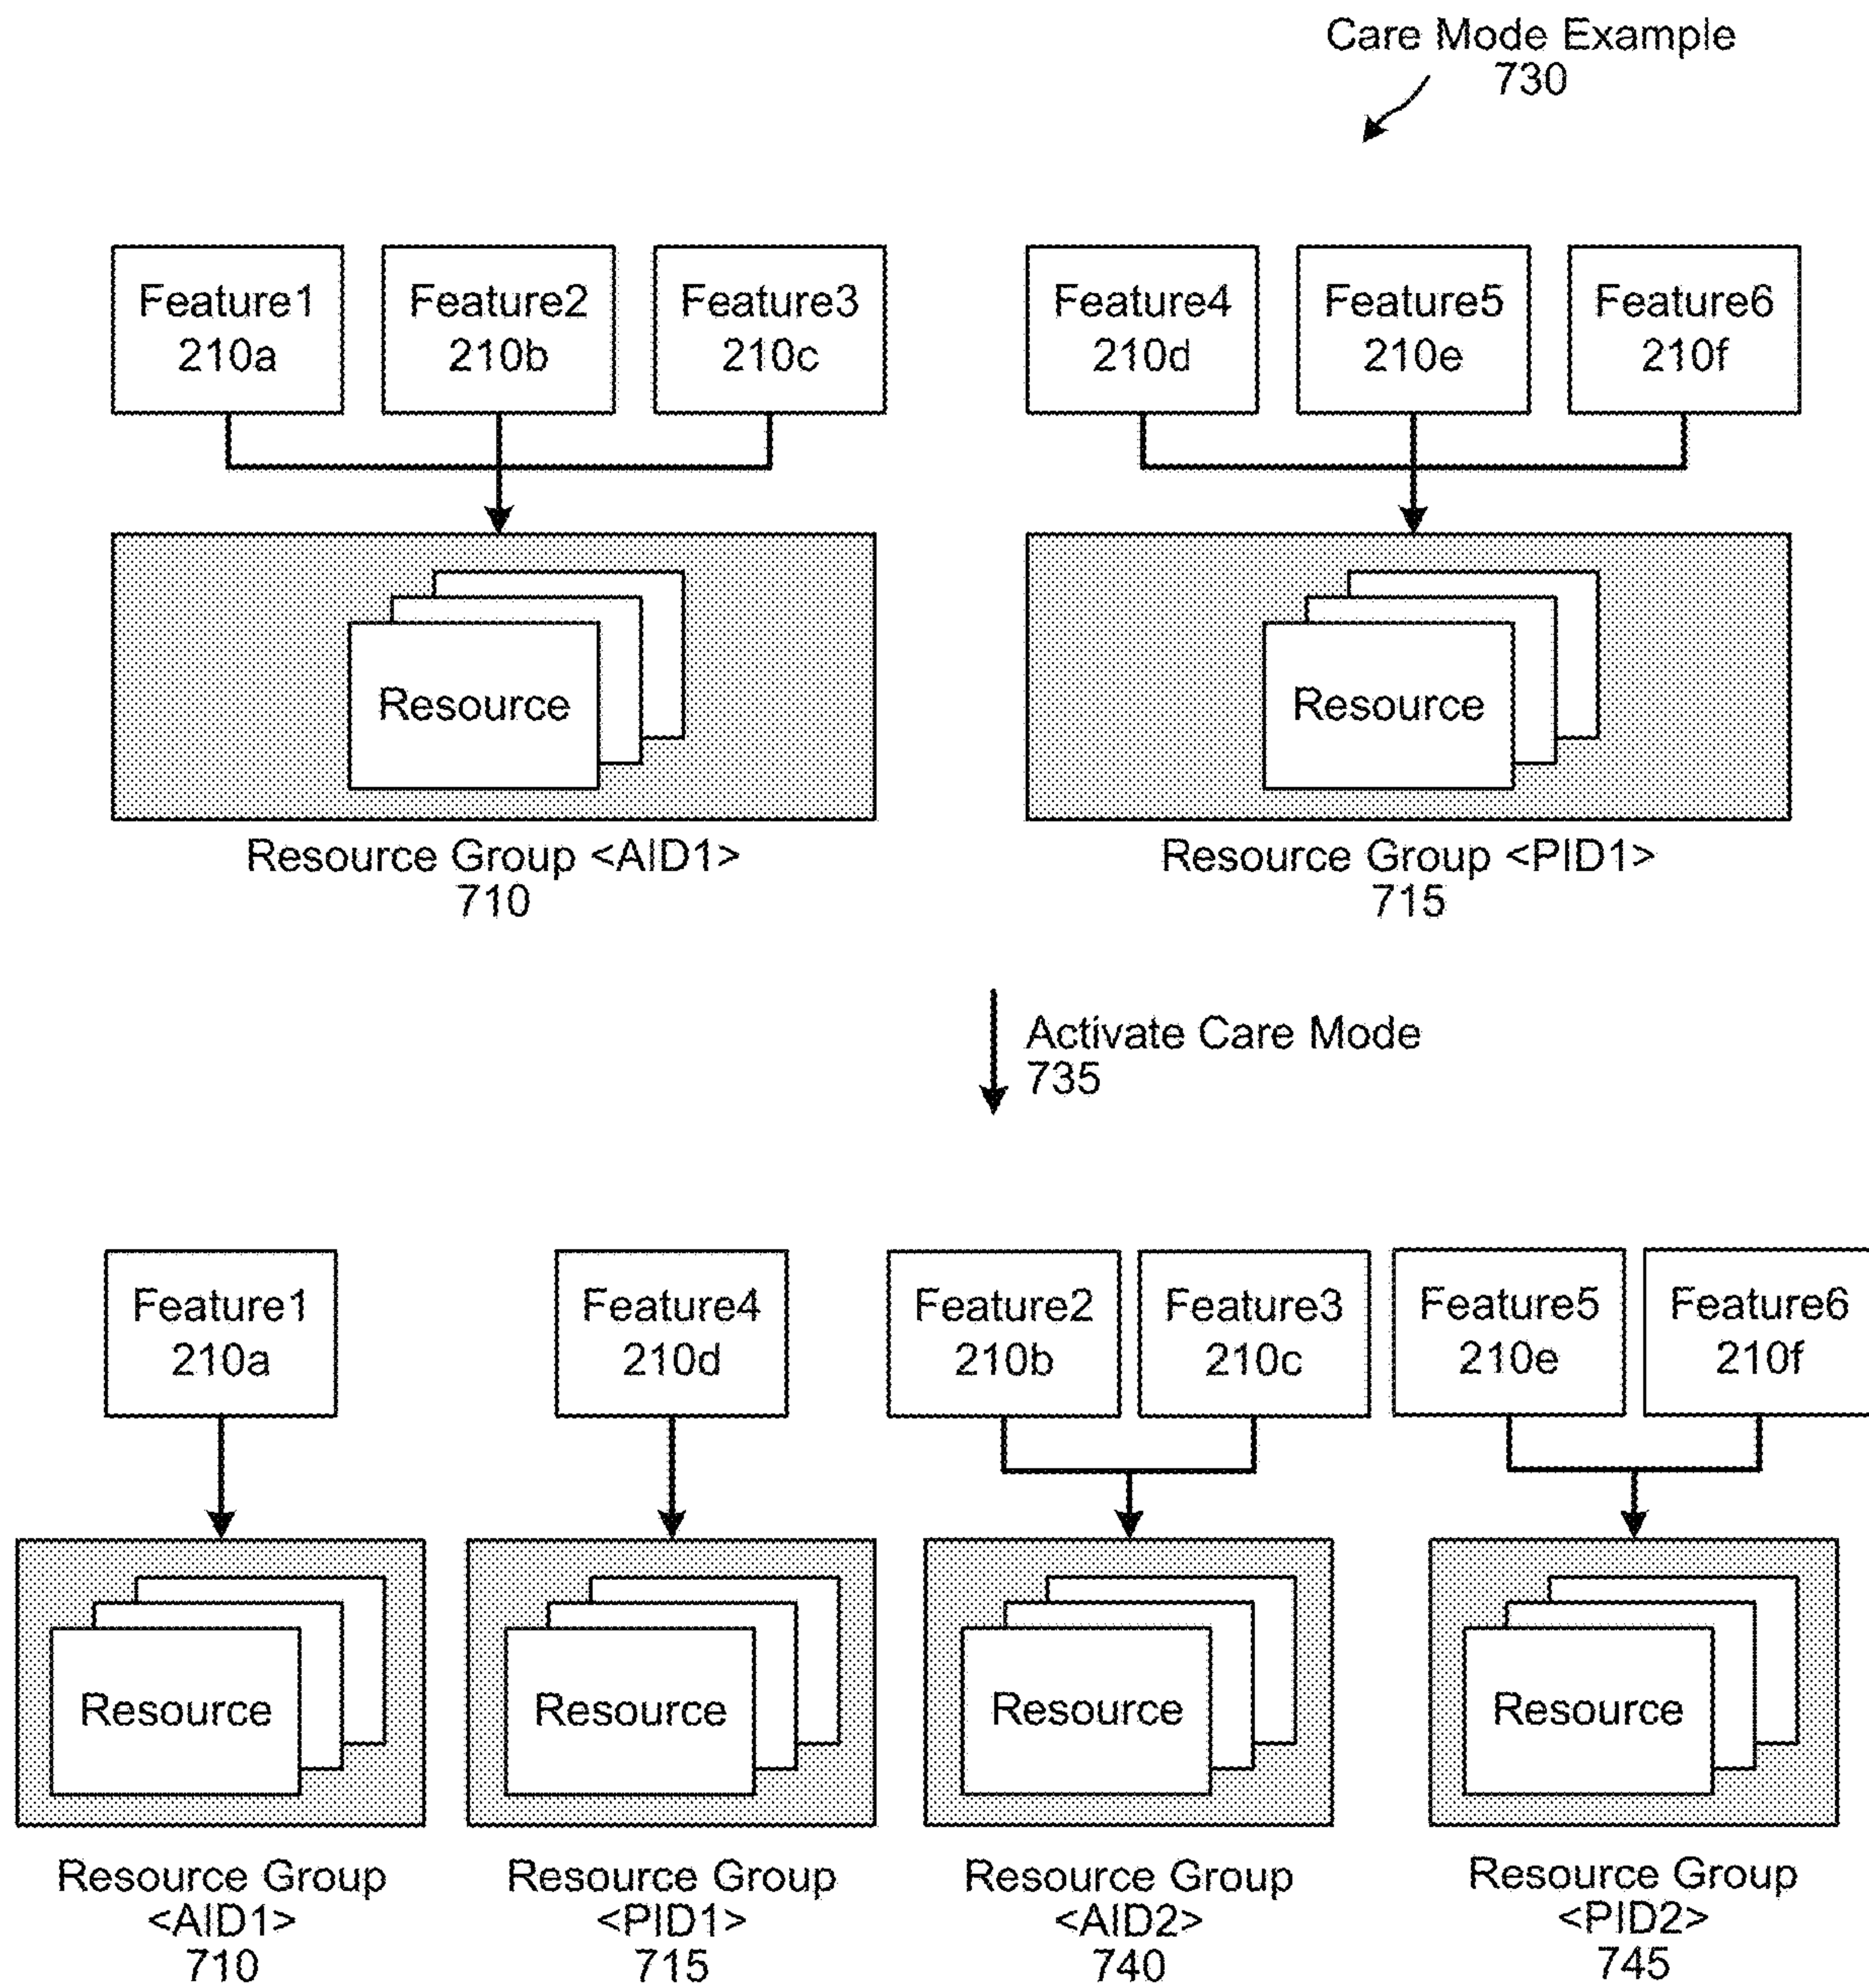 Care Mode Example
730
Feature1
210a
Feature2
210b
Feature3
210c
Feature4
210d
Feature5
210e
Feature6
210f
Resource
Resource
Resource Group <AID1>
710
Resource Group <PID1>
715
Activate Care Mode
735
Feature1
210a
Feature4
210d
Feature2
210b
Feature3
210c
Feature5
210e
Feature6
210f
Resource
Resource
Resource
Resource
Resource Group
<AID1>
710
Resource Group
<PID1>
715
Resource Group
<AID2>
740
Resource Group
<PID2>
745